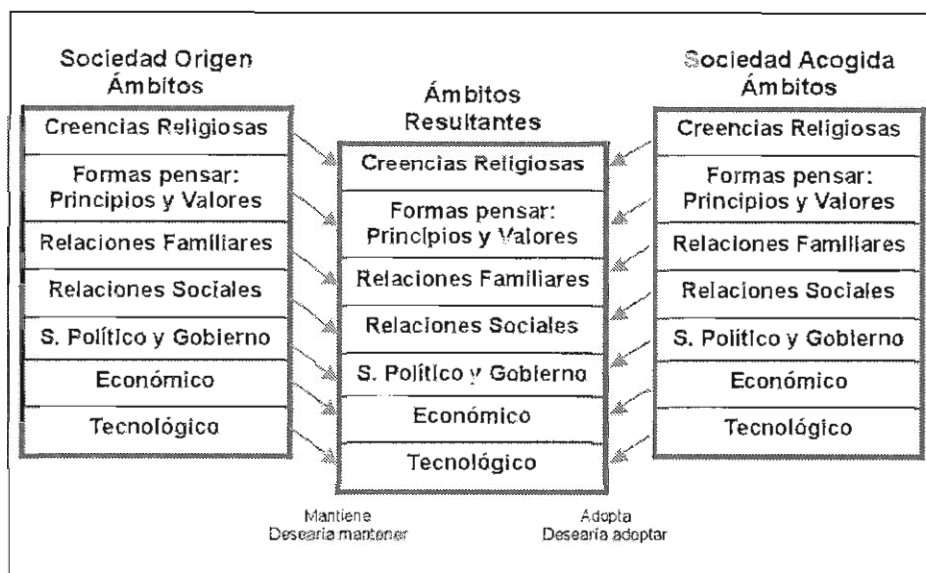 Sociedad Origen
Ámbitos
Creencias Religiosas
Formas pensar:
Principios y Valores
Relaciones Familiares
Relaciones Sociales
S. Político y Gobierno
Económico
Tecnológico
Ámbitos
Resultantes
Creencias Religiosas
Formas pensar:
Principios y Valores
Relaciones Familiares
Relaciones Sociales
S. Político y Gobierno
Económico
Tecnológico
Sociedad Acogida
Ámbitos
Creencias Religiosas
Formas pensar:
Principios y Valores
Relaciones Familiares
Relaciones Sociales
S. Político y Gobierno
Económico
Tecnológico
Mantiene
Desearia mantener
Adopta
Desearia adoptar